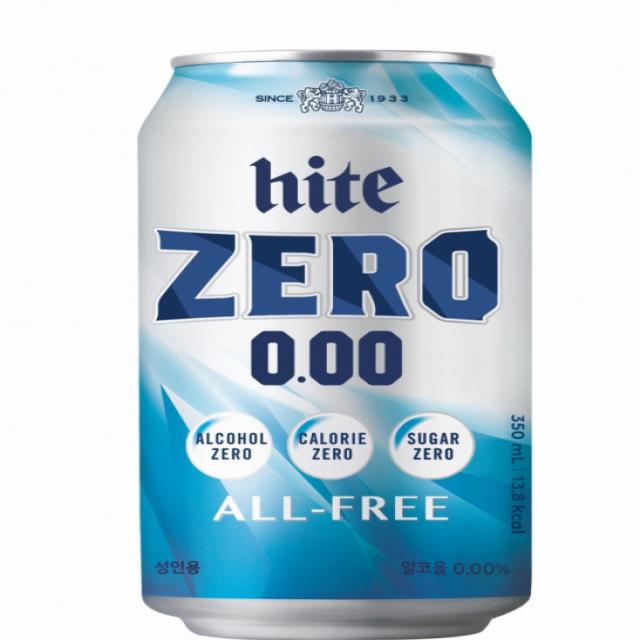 SINCE 1933
hite
ZERO
0.00
ALCOHOL ZERO
CALORIE ZERO
SUGAR ZERO
ALL-FREE
350 mL | 13.8 kcal
성인용
알코올 0.00%